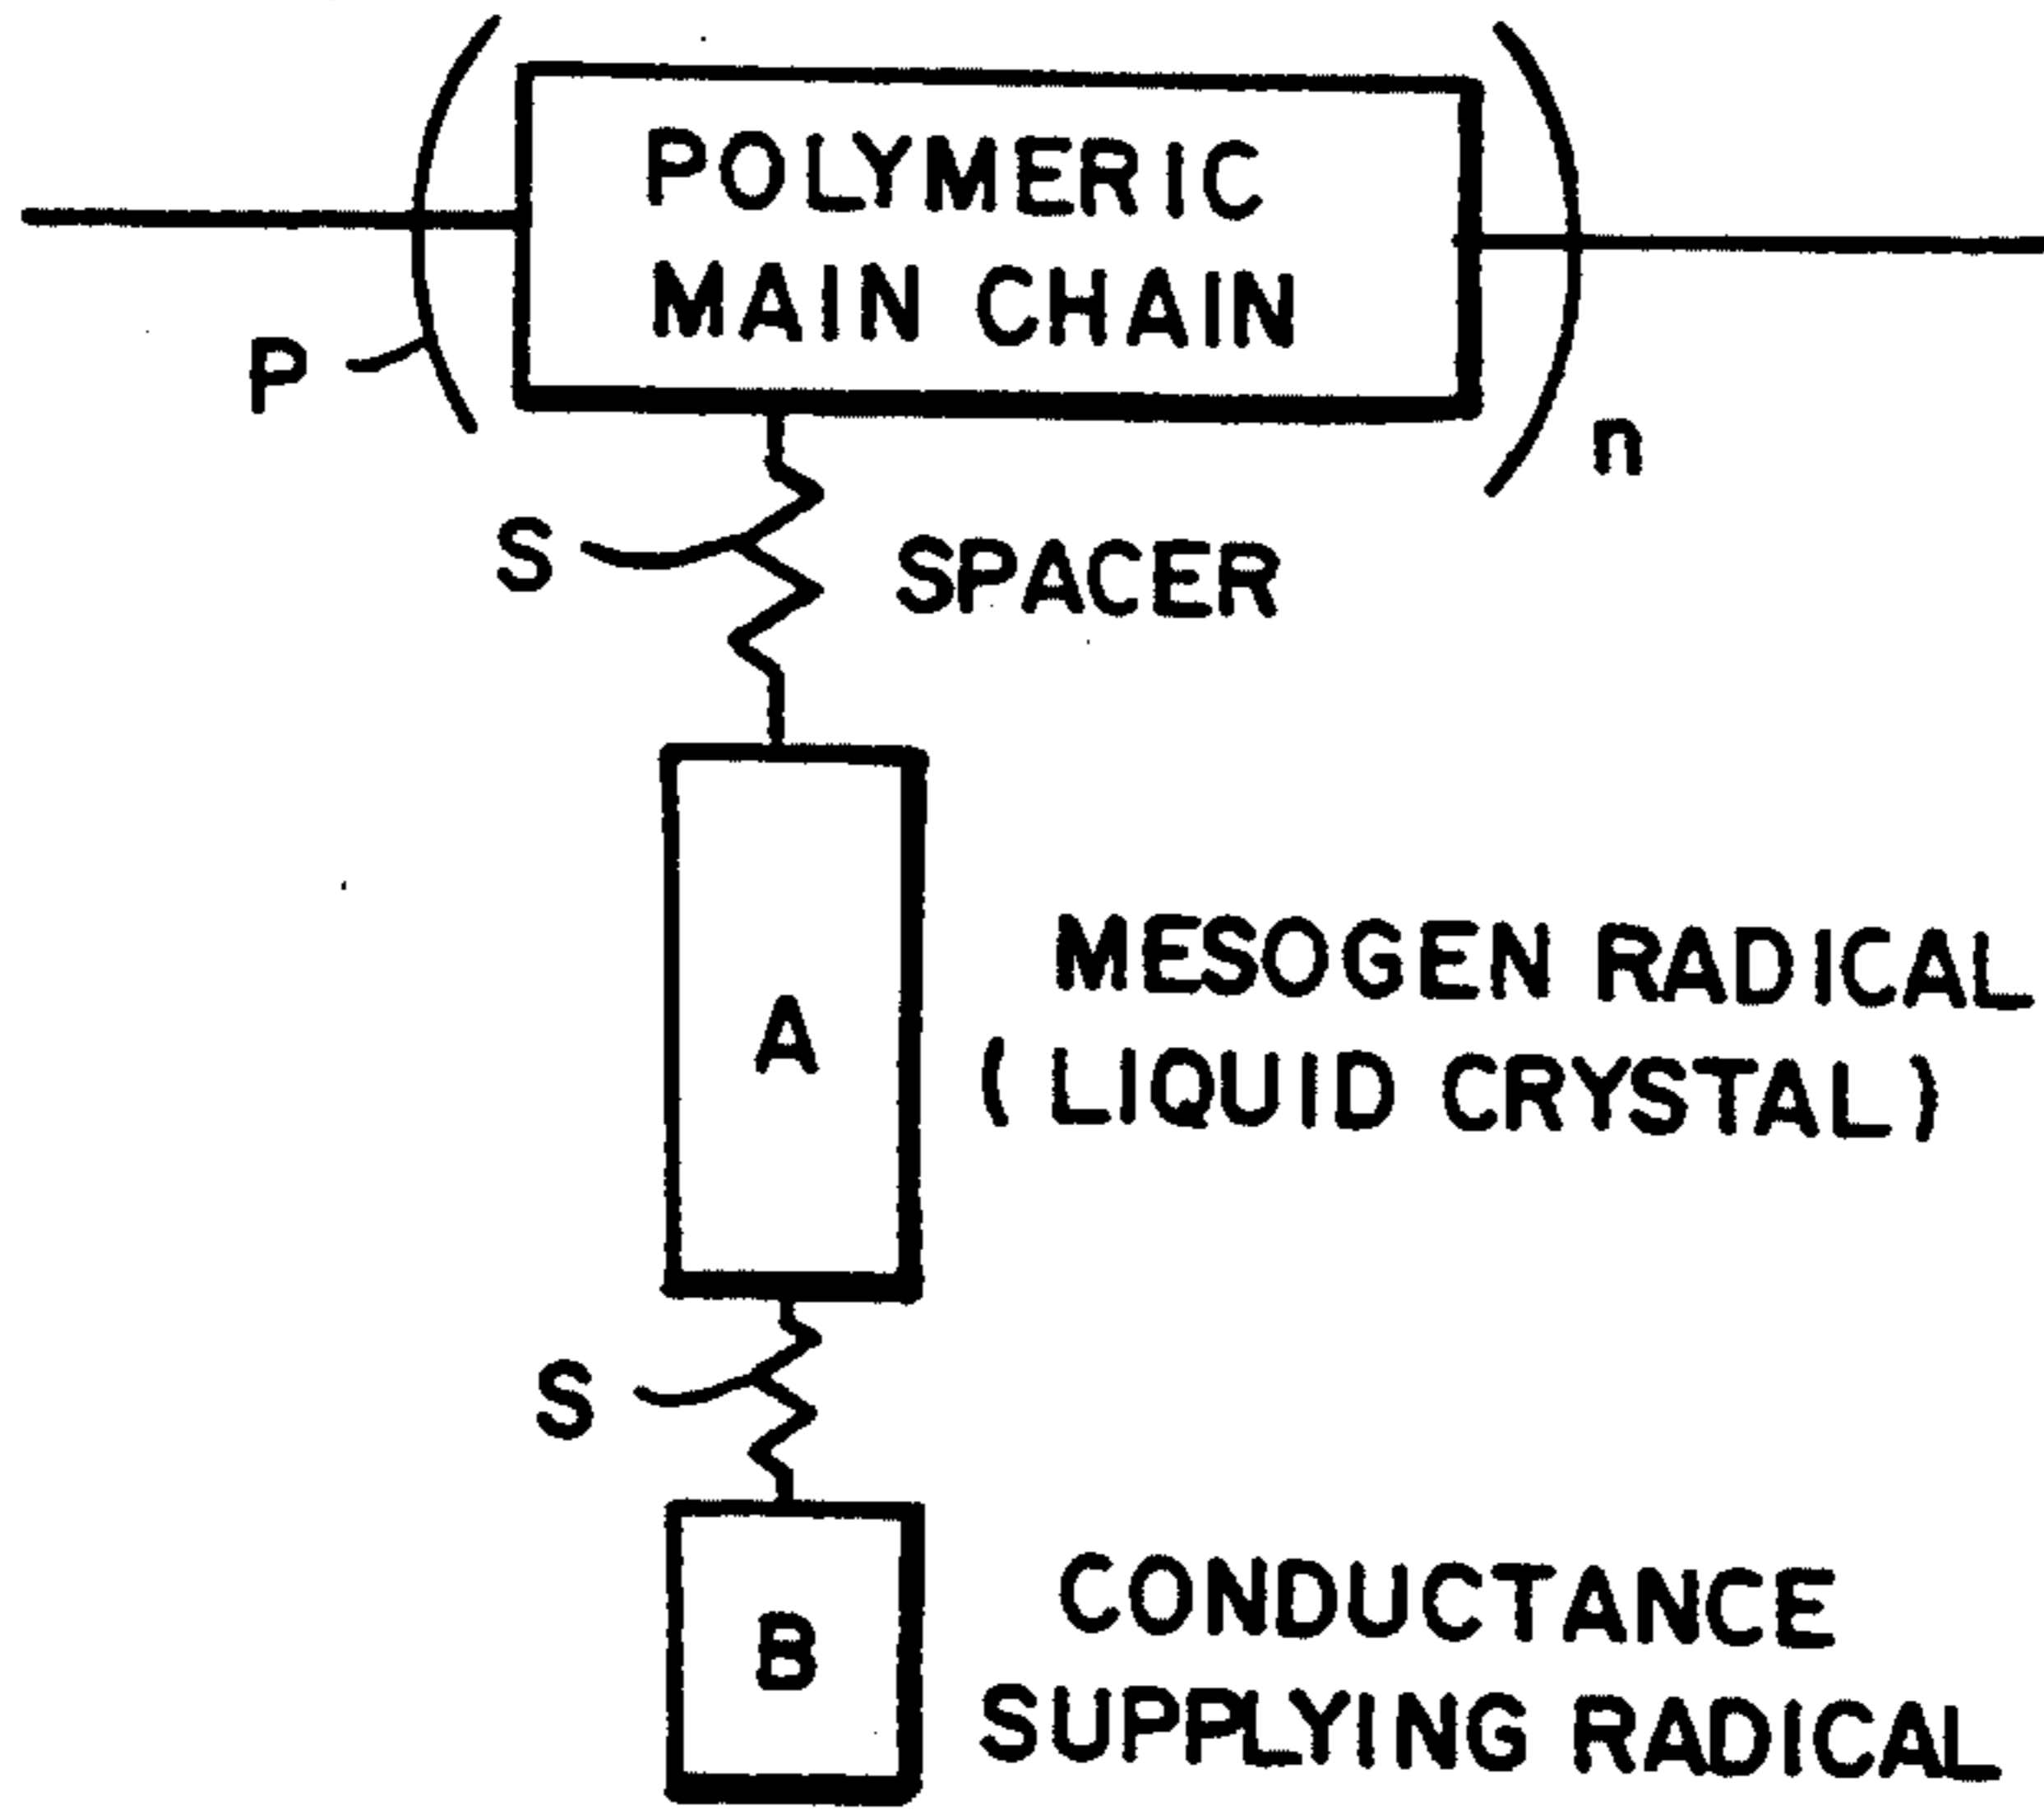 POLYMERIC
MAIN CHAIN
P
n
S
SPACER
A
MESOGEN RADICAL
(LIQUID CRYSTAL)
S
B
CONDUCTANCE
SUPPLYING RADICAL